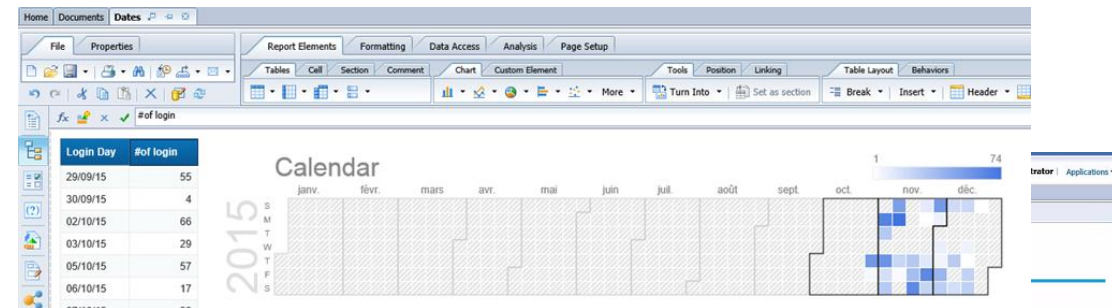 Home Documents Dates
File Properties
Report Elements Formatting Data Access Analysis Page Setup
Tables Cell Section Comment Chart Custom Element Tools Position Linking Table Layout Behaviors
More Turn Into Set as section Break Insert Header
#of login
Login Day #of login
29/09/15 55
30/09/15 4
02/10/15 66
03/10/15 29
05/10/15 57
06/10/15 17
Calendar
1 74
janv. févr. mars avr. mai juin juil. août sept. oct. nov. déc.
2015
S
M
T
W
T
F
S
trator | Applications